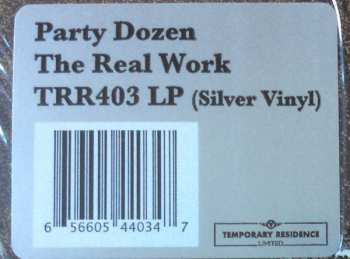 Party Dozen
The Real Work
TRR403 LP (Silver Vinyl)
6 56605 44034 7
TEMPORARY RESIDENCE
LIMITED